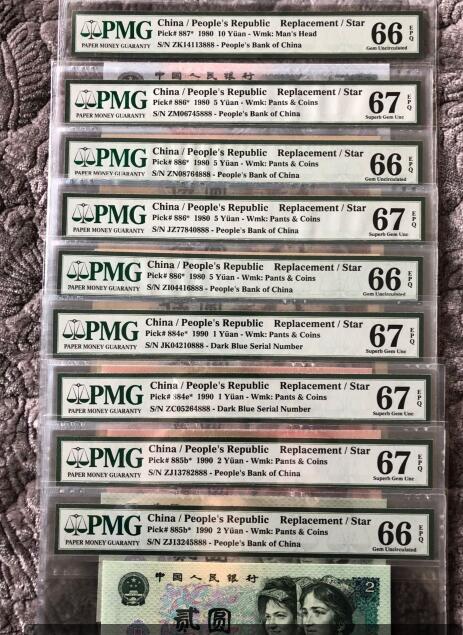 PMG
PAPER MONEY GUARANTY
China / People's Republic Replacement / Star
Pick# 887* 1980 10 Yüan - Wmk: Man's Head
S/N ZK14113888 - People's Bank of China
66 EPQ
Gem Uncirculated
中国人民银行
PMG
PAPER MONEY GUARANTY
China / People's Republic Replacement / Star
Pick# 886* 1980 5 Yüan - Wmk: Pants & Coins
S/N ZM06745888 - People's Bank of China
67 EPQ
Superb Gem Unc
PMG
PAPER MONEY GUARANTY
China / People's Republic Replacement / Star
Pick# 886* 1980 5 Yüan - Wmk: Pants & Coins
S/N ZN08764888 - People's Bank of China
66 EPQ
Gem Uncirculated
PMG
PAPER MONEY GUARANTY
China / People's Republic Replacement / Star
Pick# 886* 1980 5 Yüan - Wmk: Pants & Coins
S/N JZ77840888 - People's Bank of China
67 EPQ
Superb Gem Unc
PMG
PAPER MONEY GUARANTY
China / People's Republic Replacement / Star
Pick# 886* 1980 5 Yüan - Wmk: Pants & Coins
S/N ZI04416888 - People's Bank of China
66 EPQ
Gem Uncirculated
PMG
PAPER MONEY GUARANTY
China / People's Republic Replacement / Star
Pick# 884e* 1990 1 Yüan - Wmk: Pants & Coins
S/N JK04210888 - Dark Blue Serial Number
67 EPQ
Superb Gem Unc
PMG
PAPER MONEY GUARANTY
China / People's Republic Replacement / Star
Pick# 884e* 1990 1 Yüan - Wmk: Pants & Coins
S/N ZC05264888 - Dark Blue Serial Number
67 EPQ
Superb Gem Unc
PMG
PAPER MONEY GUARANTY
China / People's Republic Replacement / Star
Pick# 885b* 1990 2 Yüan - Wmk: Pants & Coins
S/N ZJ13782888 - People's Bank of China
67 EPQ
Superb Gem Unc
PMG
PAPER MONEY GUARANTY
China / People's Republic Replacement / Star
Pick# 885b* 1990 2 Yüan - Wmk: Pants & Coins
S/N ZJ13245888 - People's Bank of China
66 EPQ
Gem Uncirculated
中国人民银行
2
贰圆